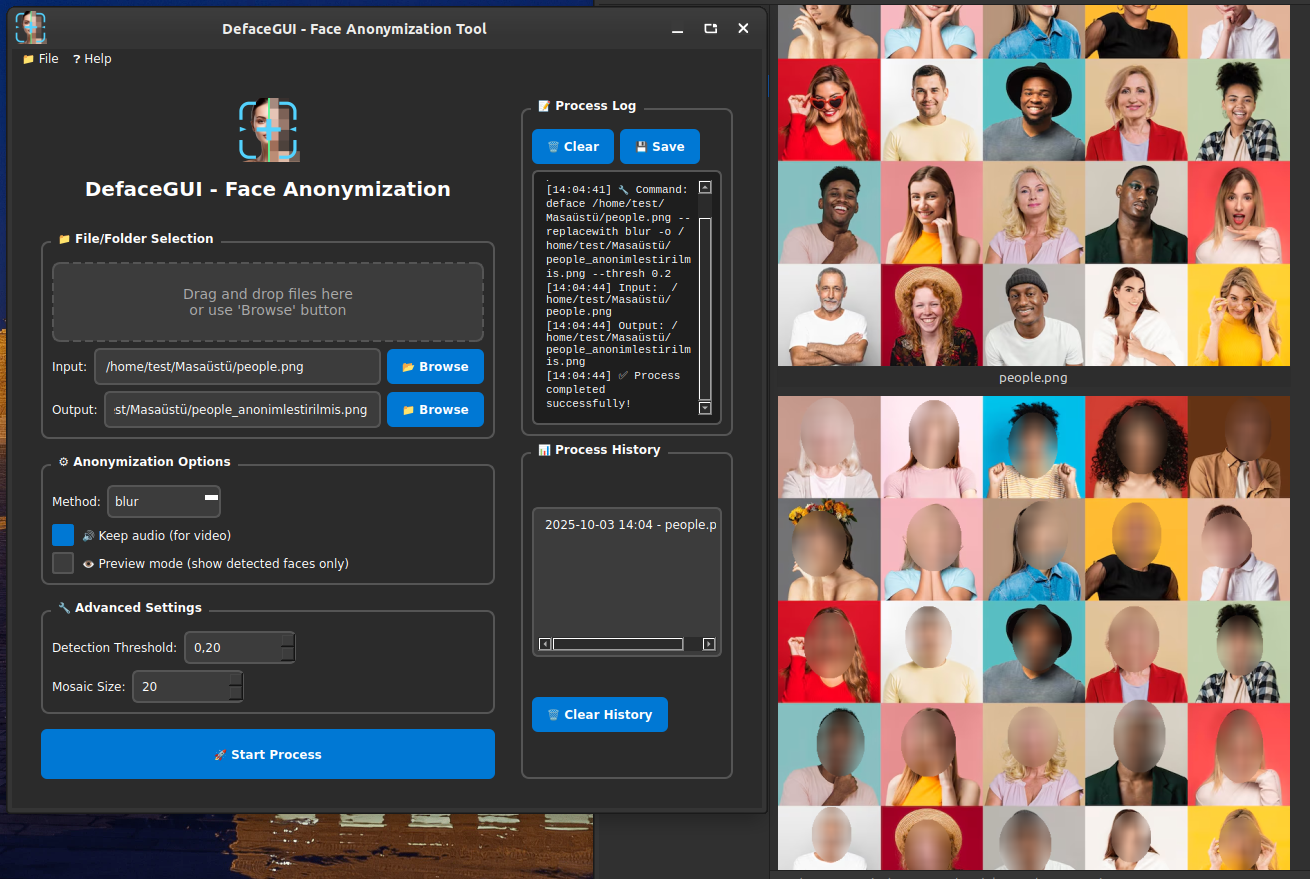 DefaceGUI - Face Anonymization Tool
File
? Help
DefaceGUI - Face Anonymization
File/Folder Selection
Drag and drop files here
or use 'Browse' button
Input:
/home/test/Masaüstü/people.png
Browse
Output:
st/Masaüstü/people_anonimlestirilmis.png
Browse
Anonymization Options
Method:
blur
Keep audio (for video)
Preview mode (show detected faces only)
Advanced Settings
Detection Threshold:
0,20
Mosaic Size:
20
Start Process
Process Log
Clear
Save
[14:04:41] 🔧 Command:
deface /home/test/
Masaüstü/people.png --
replacewith blur -o /
home/test/Masaüstü/
people_anonimlestirilm
is.png --thresh 0.2
[14:04:44] Input: /
home/test/Masaüstü/
people.png
[14:04:44] Output: /
home/test/Masaüstü/
people_anonimlestirilm
is.png
[14:04:44] ✅ Process
completed
successfully!
Process History
2025-10-03 14:04 - people.p
Clear History
people.png